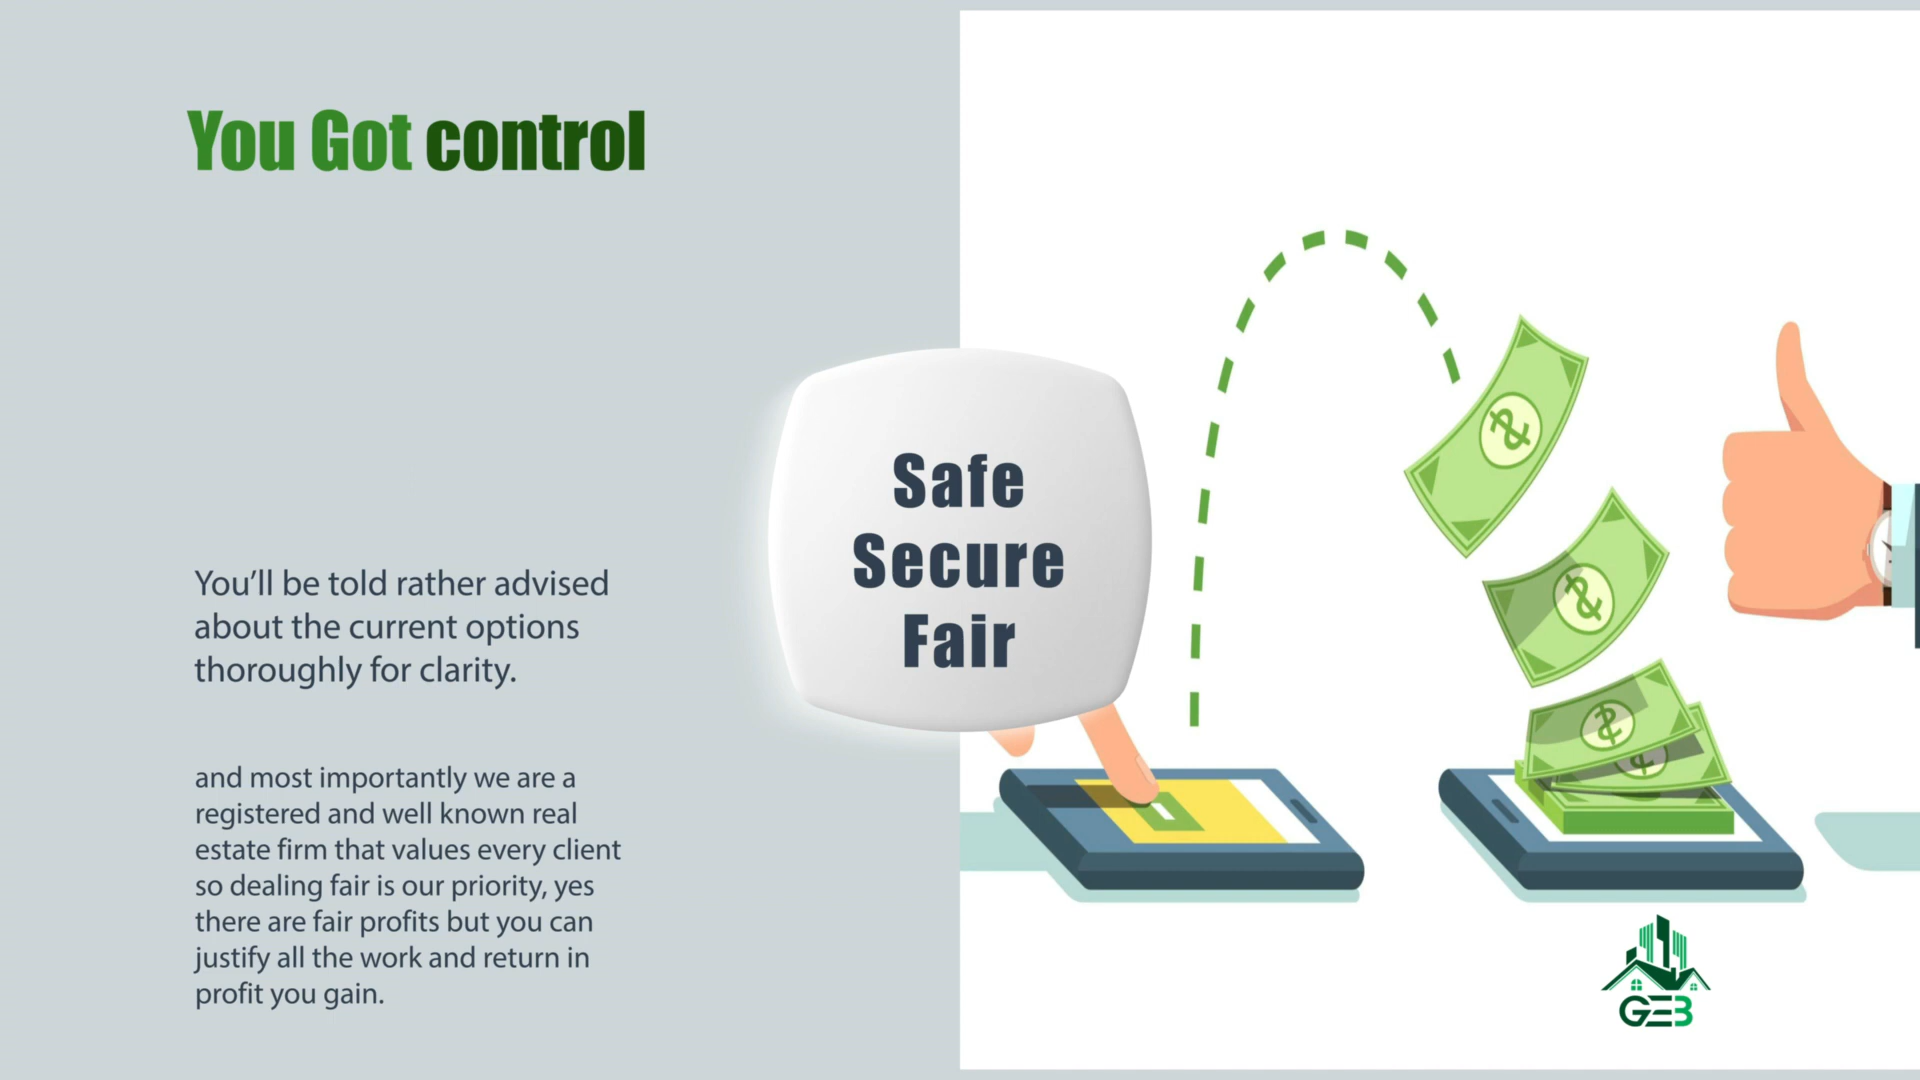 You Got control
Safe
Secure
Fair
You'll be told rather advised
about the current options
thoroughly for clarity.
and most importantly we are a
registered and well known real
estate firm that values every client
so dealing fair is our priority, yes
there are fair profits but you can
justify all the work and return in
profit you gain.
GEB